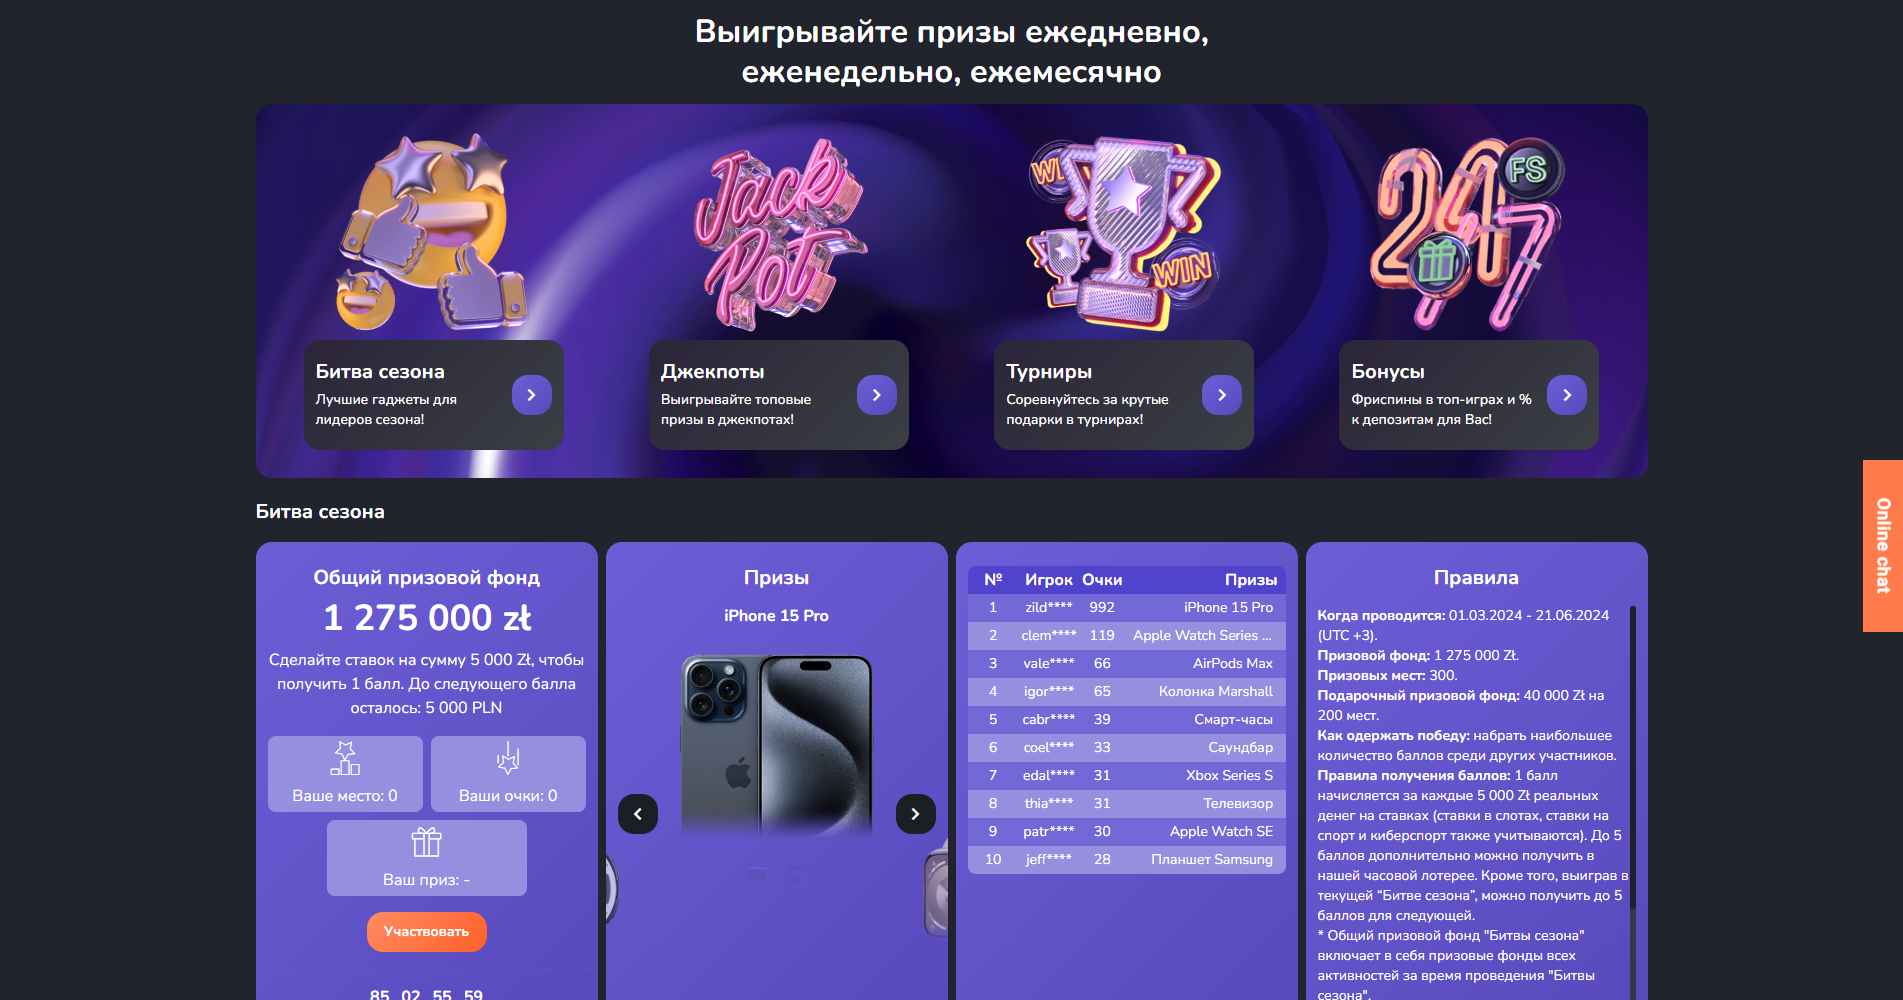 Выигрывайте призы ежедневно,
еженедельно, ежемесячно
Jack
Pot
WIN
24/7
FS
Битва сезона
Лучшие гаджеты для
лидеров сезона!
Джекпоты
Выигрывайте топовые
призы в джекпотах!
Турниры
Соревнуйтесь за крутые
подарки в турнирах!
Бонусы
Фриспины в топ-играх и %
к депозитам для Вас!
Online chat
Битва сезона
Общий призовой фонд
1 275 000 zł
Сделайте ставок на сумму 5 000 Zł, чтобы
получить 1 балл. До следующего балла
осталось: 5 000 PLN
Ваше место: 0
Ваши очки: 0
Ваш приз: -
Участвовать
85 02 55 59
Призы
iPhone 15 Pro
№ Игрок Очки Призы
1 zild**** 992 iPhone 15 Pro
2 clem**** 119 Apple Watch Series ...
3 vale**** 66 AirPods Max
4 igor**** 65 Колонка Marshall
5 cabr**** 39 Смарт-часы
6 coel**** 33 Саундбар
7 edal**** 31 Xbox Series S
8 thia**** 31 Телевизор
9 patr**** 30 Apple Watch SE
10 jeff**** 28 Планшет Samsung
Правила
Когда проводится: 01.03.2024 - 21.06.2024
(UTC +3).
Призовой фонд: 1 275 000 Zł.
Призовых мест: 300.
Подарочный призовой фонд: 40 000 Zł на
200 мест.
Как одержать победу: набрать наибольшее
количество баллов среди других участников.
Правила получения баллов: 1 балл
начисляется за каждые 5 000 Zł реальных
денег на ставках (ставки в слотах, ставки на
спорт и киберспорт также учитываются). До 5
баллов дополнительно можно получить в
нашей часовой лотерее. Кроме того, выиграв в
текущей “Битве сезона”, можно получить до 5
баллов для следующей.
* Общий призовой фонд "Битвы сезона"
включает в себя призовые фонды всех
активностей за время проведения "Битвы
сезона".